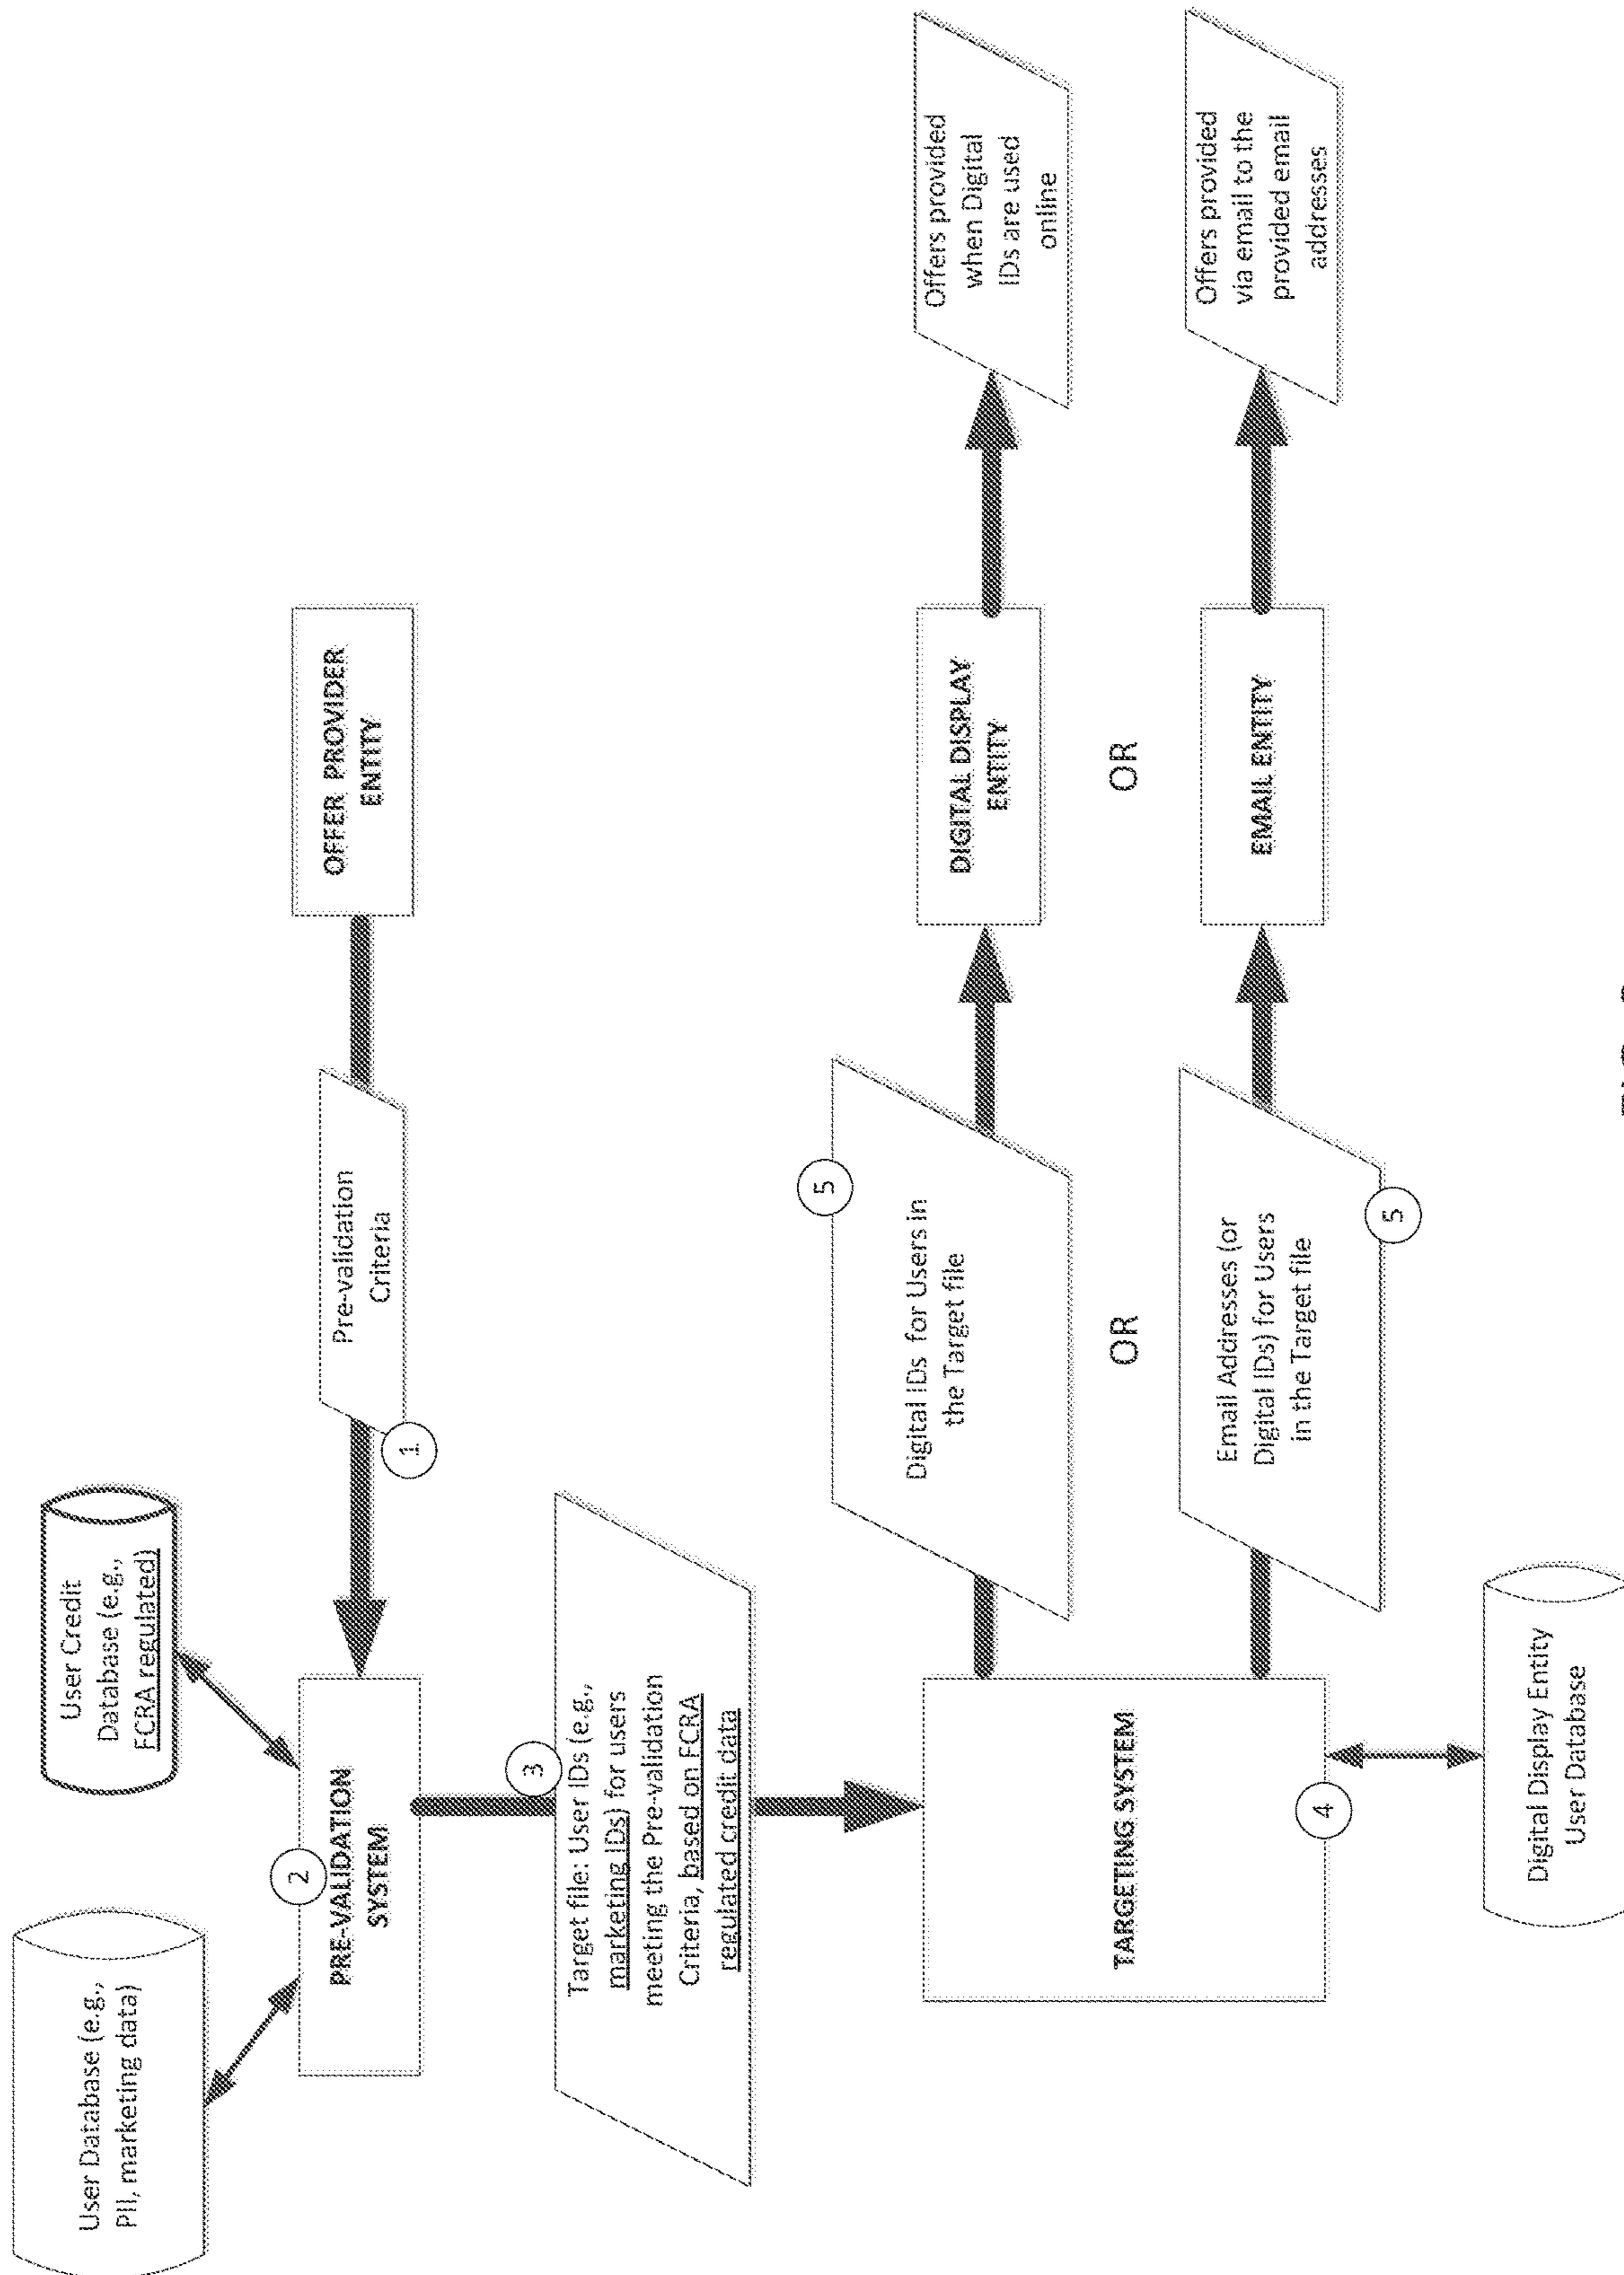 User Database (e.g.,
PII, marketing data)
User Credit
Database (e.g.,
FCRA regulated)
2
PRE-VALIDATION
SYSTEM
1
Pre-validation
Criteria
OFFER PROVIDER
ENTITY
3
Target file: User IDs (e.g.,
marketing IDs) for users
meeting the Pre-validation
Criteria, based on FCRA
regulated credit data
TARGETING SYSTEM
4
Digital Display Entity
User Database
5
Digital IDs for Users in
the Target file
DIGITAL DISPLAY
ENTITY
Offers provided
when Digital
IDs are used
online
OR
OR
Email Addresses (or
Digital IDs) for Users
in the Target file
5
EMAIL ENTITY
Offers provided
via email to the
provided email
addresses